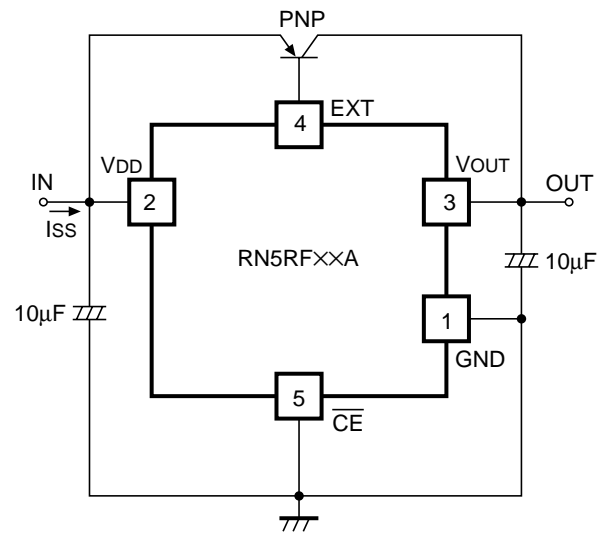 PNP
4
EXT
VDD
VOUT
IN
2
3
OUT
ISS
RN5RF××A
10µF
10µF
1
GND
5
CE